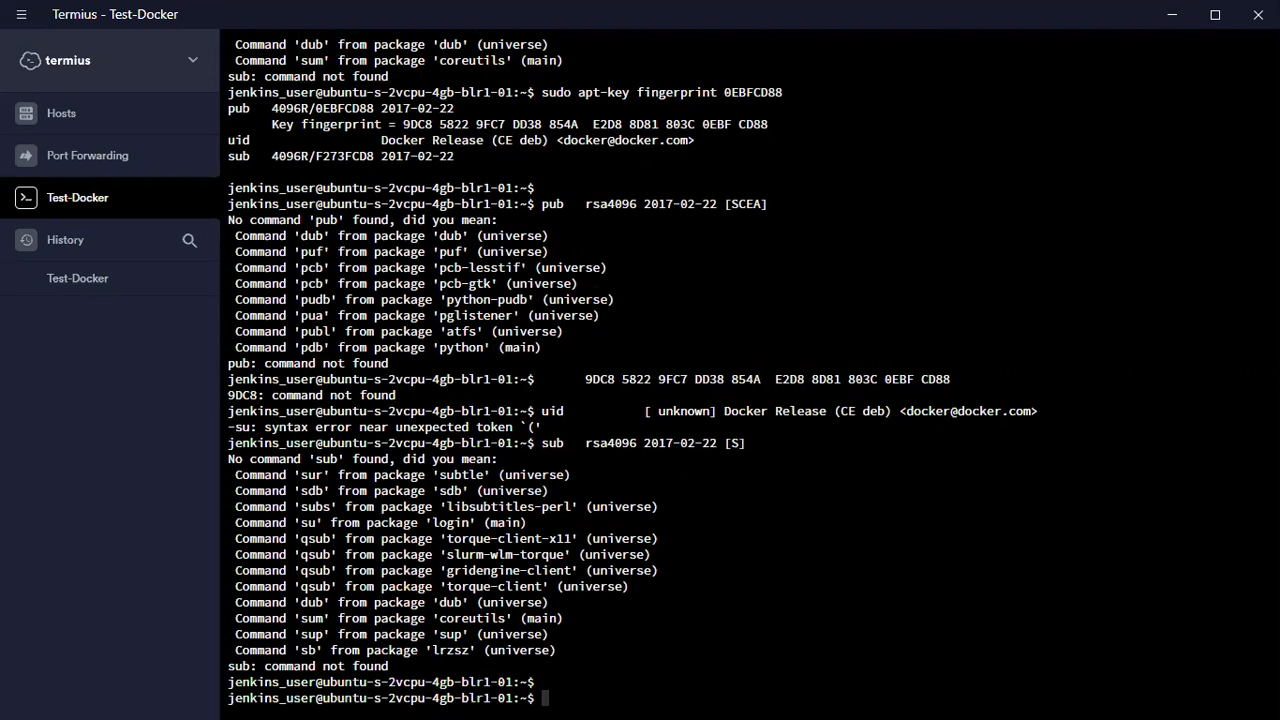 Termius - Test-Docker
termius
Hosts
Port Forwarding
Test-Docker
History
Test-Docker
Command 'dub' from package 'dub' (universe)
Command 'sum' from package 'coreutils' (main)
sub: command not found
jenkins_user@ubuntu-s-2vcpu-4gb-blr1-01:~$ sudo apt-key fingerprint 0EBFCD88
pub   4096R/0EBFCD88 2017-02-22
      Key fingerprint = 9DC8 5822 9FC7 DD38 854A  E2D8 8D81 803C 0EBF CD88
uid                  Docker Release (CE deb) <docker@docker.com>
sub   4096R/F273FCD8 2017-02-22
jenkins_user@ubuntu-s-2vcpu-4gb-blr1-01:~$
jenkins_user@ubuntu-s-2vcpu-4gb-blr1-01:~$ pub   rsa4096 2017-02-22 [SCEA]
No command 'pub' found, did you mean:
 Command 'dub' from package 'dub' (universe)
 Command 'puf' from package 'puf' (universe)
 Command 'pcb' from package 'pcb-lesstif' (universe)
 Command 'pcb' from package 'pcb-gtk' (universe)
 Command 'pudb' from package 'python-pudb' (universe)
 Command 'pua' from package 'pglistener' (universe)
 Command 'publ' from package 'atfs' (universe)
 Command 'pdb' from package 'python' (main)
pub: command not found
jenkins_user@ubuntu-s-2vcpu-4gb-blr1-01:~$       9DC8 5822 9FC7 DD38 854A  E2D8 8D81 803C 0EBF CD88
9DC8: command not found
jenkins_user@ubuntu-s-2vcpu-4gb-blr1-01:~$ uid           [ unknown] Docker Release (CE deb) <docker@docker.com>
-su: syntax error near unexpected token `('
jenkins_user@ubuntu-s-2vcpu-4gb-blr1-01:~$ sub   rsa4096 2017-02-22 [S]
No command 'sub' found, did you mean:
 Command 'sur' from package 'subtle' (universe)
 Command 'sdb' from package 'sdb' (universe)
 Command 'subs' from package 'libsubtitles-perl' (universe)
 Command 'su' from package 'login' (main)
 Command 'qsub' from package 'torque-client-x11' (universe)
 Command 'qsub' from package 'slurm-wlm-torque' (universe)
 Command 'qsub' from package 'gridengine-client' (universe)
 Command 'qsub' from package 'torque-client' (universe)
 Command 'dub' from package 'dub' (universe)
 Command 'sum' from package 'coreutils' (main)
 Command 'sup' from package 'sup' (universe)
 Command 'sb' from package 'lrzsz' (universe)
sub: command not found
jenkins_user@ubuntu-s-2vcpu-4gb-blr1-01:~$
jenkins_user@ubuntu-s-2vcpu-4gb-blr1-01:~$